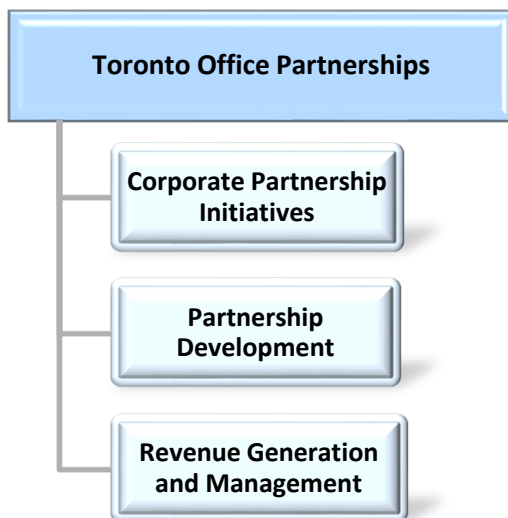 Toronto Office Partnerships
Corporate Partnership
Initiatives
Partnership
Development
Revenue Generation
and Management